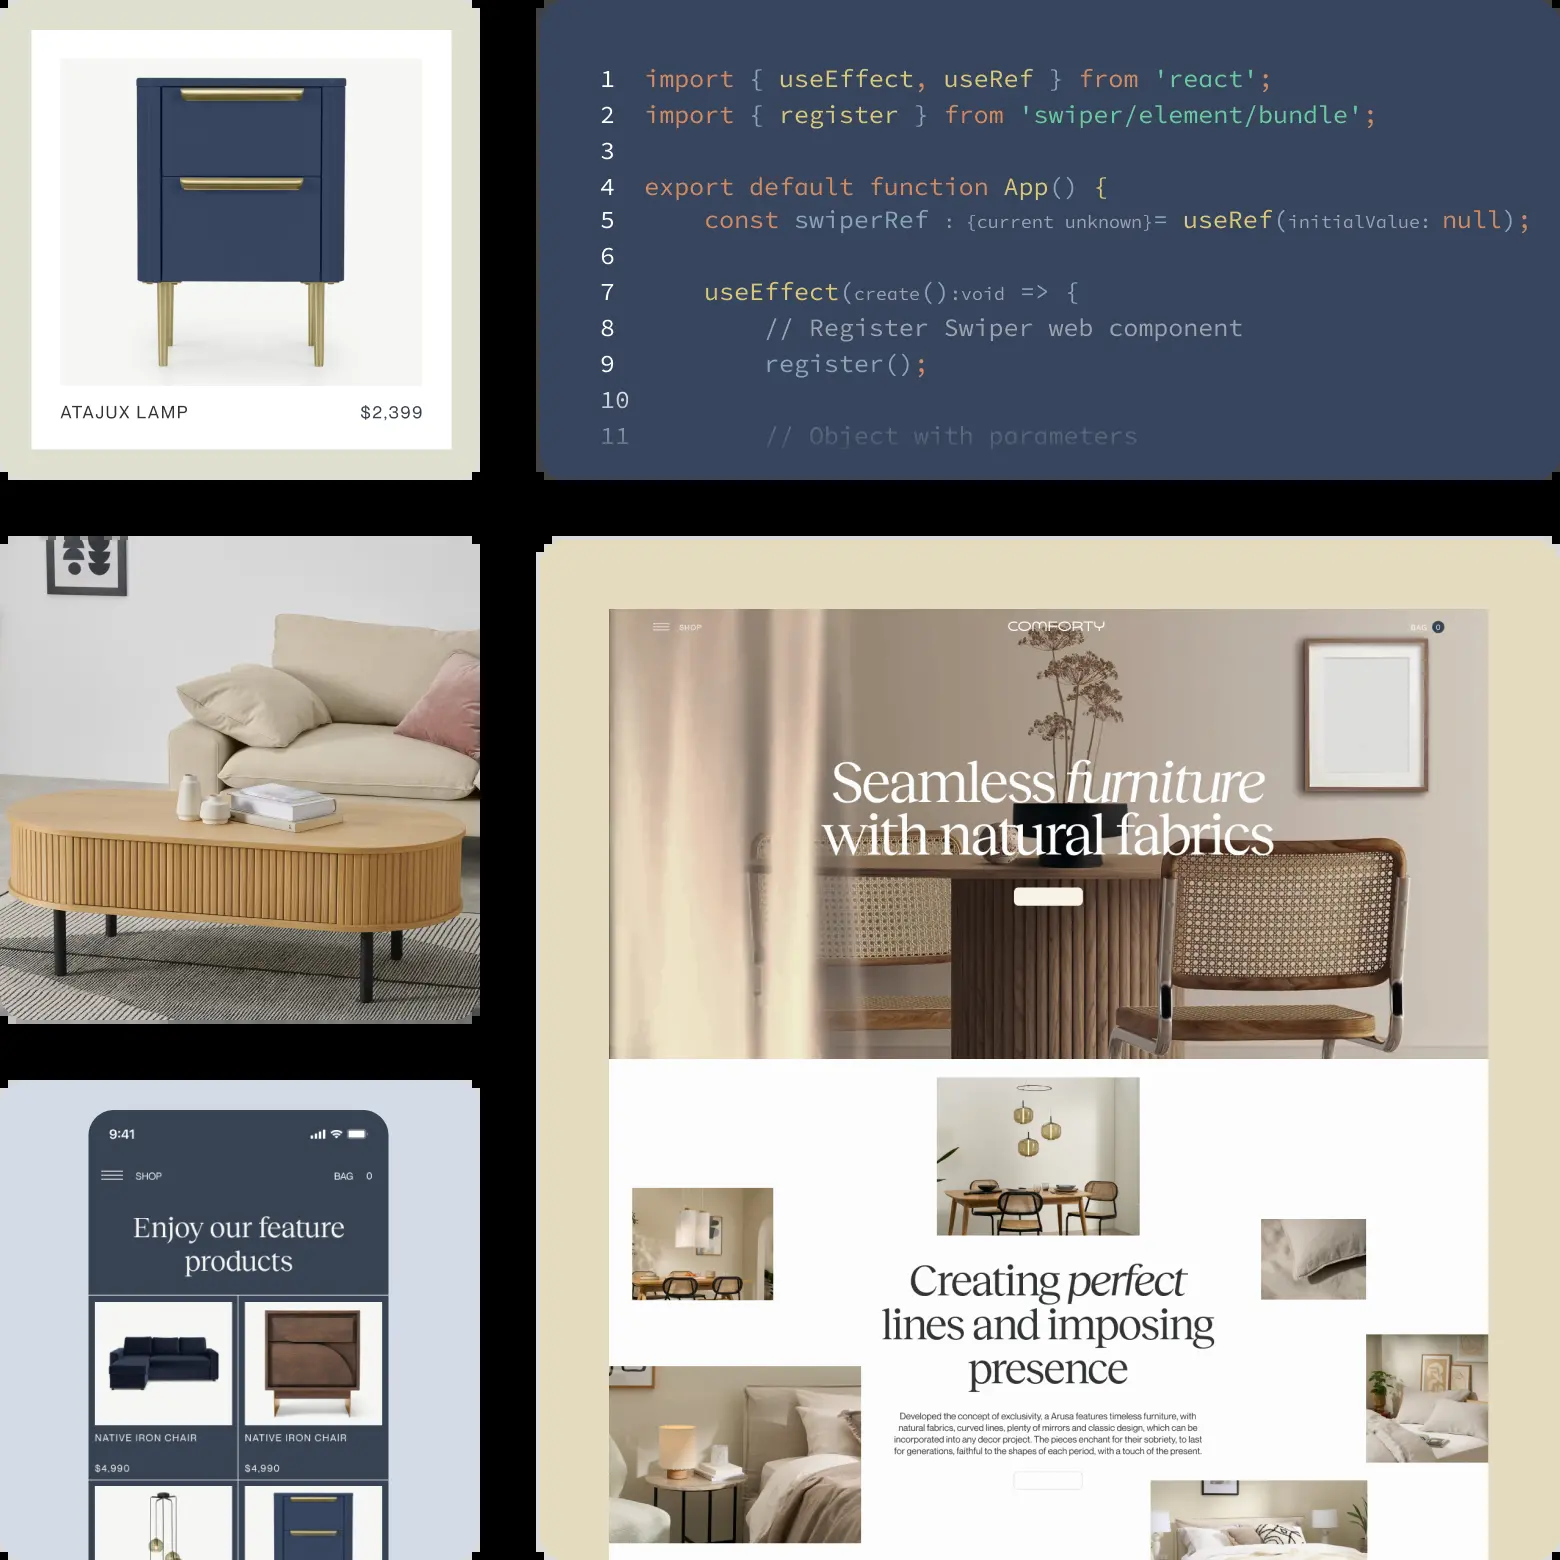 ATAJUX LAMP $2,399
1 import { useEffect, useRef } from 'react';
2 import { register } from 'swiper/element/bundle';
3
4 export default function App() {
5 const swiperRef : {current unknown}= useRef(initialValue: null);
6
7 useEffect(create():void => {
8 // Register Swiper web component
9 register();
10
11 // Object with parameters
SHOP COMFORTY BAG 0
Seamless furniture
with natural fabrics
Creating perfect
lines and imposing
presence
Developed the concept of exclusivity, a Arusa features timeless furniture, with
natural fabrics, curved lines, plenty of mirrors and classic design, which can be
incorporated into any decor project. The pieces enchant for their sobriety, to last
for generations, faithful to the shapes of each period, with a touch of the present.
9:41
SHOP BAG 0
Enjoy our feature
products
NATIVE IRON CHAIR NATIVE IRON CHAIR
$4,990 $4,990